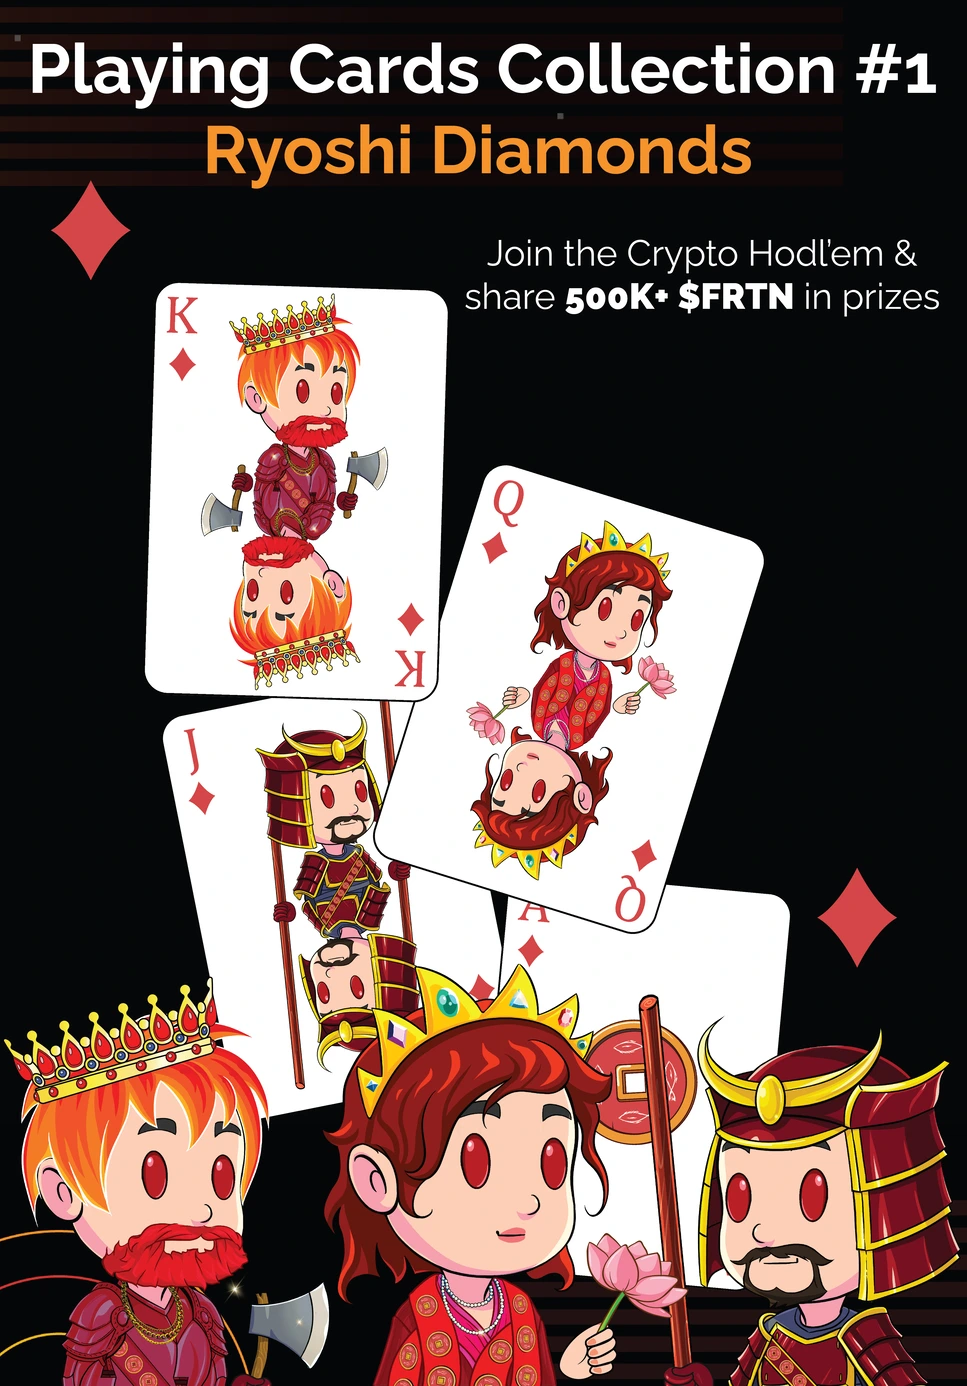 Playing Cards Collection #1
Ryoshi Diamonds
Join the Crypto Hodl'em &
share 500K+ $FRTN in prizes
K
K
Q
J
Q
A